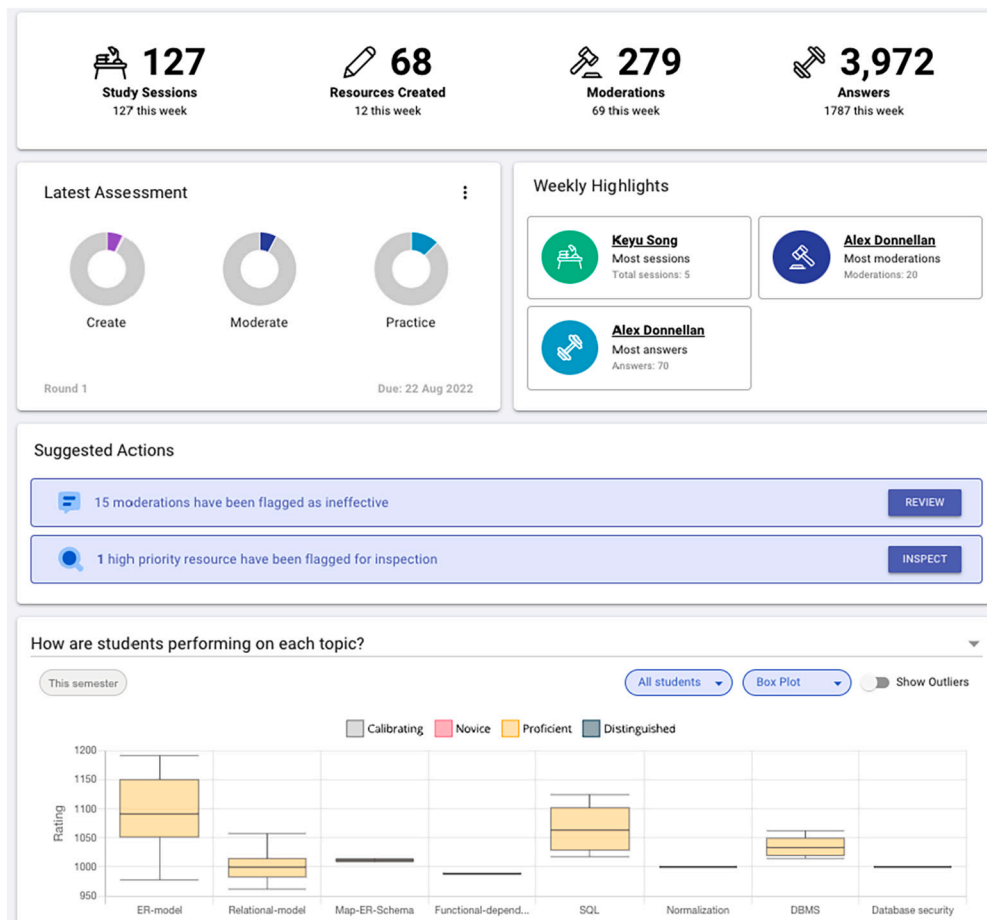 127
Study Sessions
127 this week
68
Resources Created
12 this week
279
Moderations
69 this week
3,972
Answers
1787 this week
Latest Assessment
Create
Moderate
Practice
Round 1
Due: 22 Aug 2022
Weekly Highlights
Keyu Song
Most sessions
Total sessions: 5
Alex Donnellan
Most moderations
Moderations: 20
Alex Donnellan
Most answers
Answers: 70
Suggested Actions
15 moderations have been flagged as ineffective
REVIEW
1 high priority resource have been flagged for inspection
INSPECT
How are students performing on each topic?
This semester
All students
Box Plot
Show Outliers
Calibrating
Novice
Proficient
Distinguished
Rating
1200
1150
1100
1050
1000
950
ER-model
Relational-model
Map-ER-Schema
Functional-depend...
SQL
Normalization
DBMS
Database security